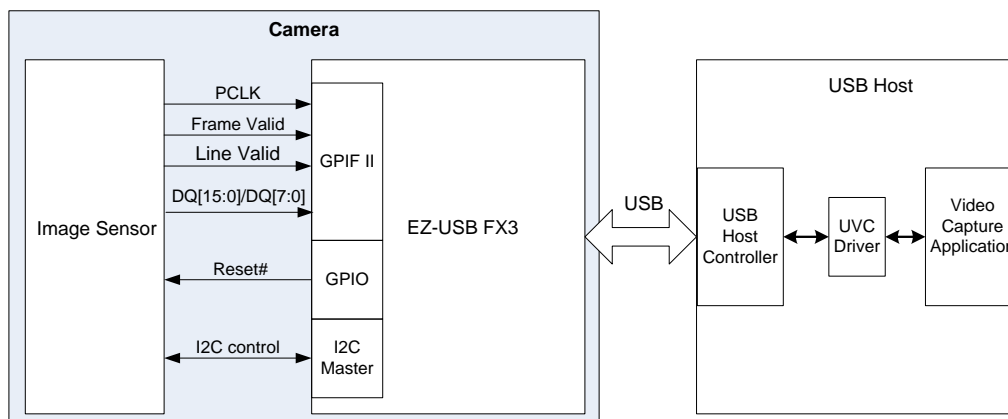 Camera
Image Sensor
PCLK
Frame Valid
Line Valid
DQ[15:0]/DQ[7:0]
Reset#
I2C control
GPIF II
GPIO
I2C
Master
EZ-USB FX3
USB
USB Host
USB
Host
Controller
UVC
Driver
Video
Capture
Application